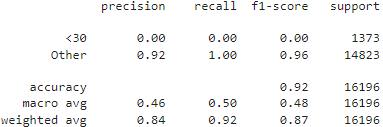 precision recall f1-score support
<30 0.00 0.00 0.00 1373
Other 0.92 1.00 0.96 14823
accuracy 0.92 16196
macro avg 0.46 0.50 0.48 16196
weighted avg 0.84 0.92 0.87 16196